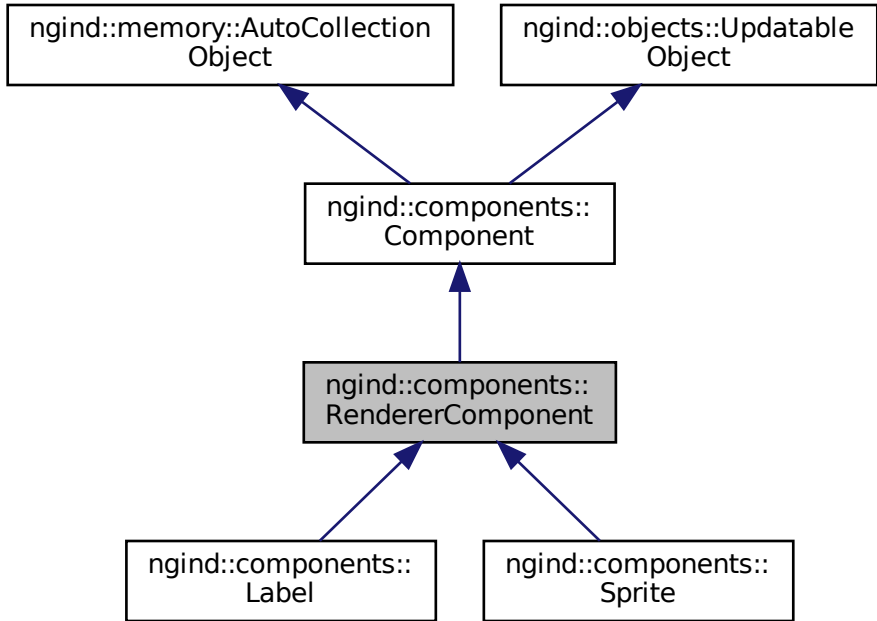 ngind::memory::AutoCollection
Object
ngind::objects::Updatable
Object
ngind::components::
Component
ngind::components::
RendererComponent
ngind::components::
Label
ngind::components::
Sprite